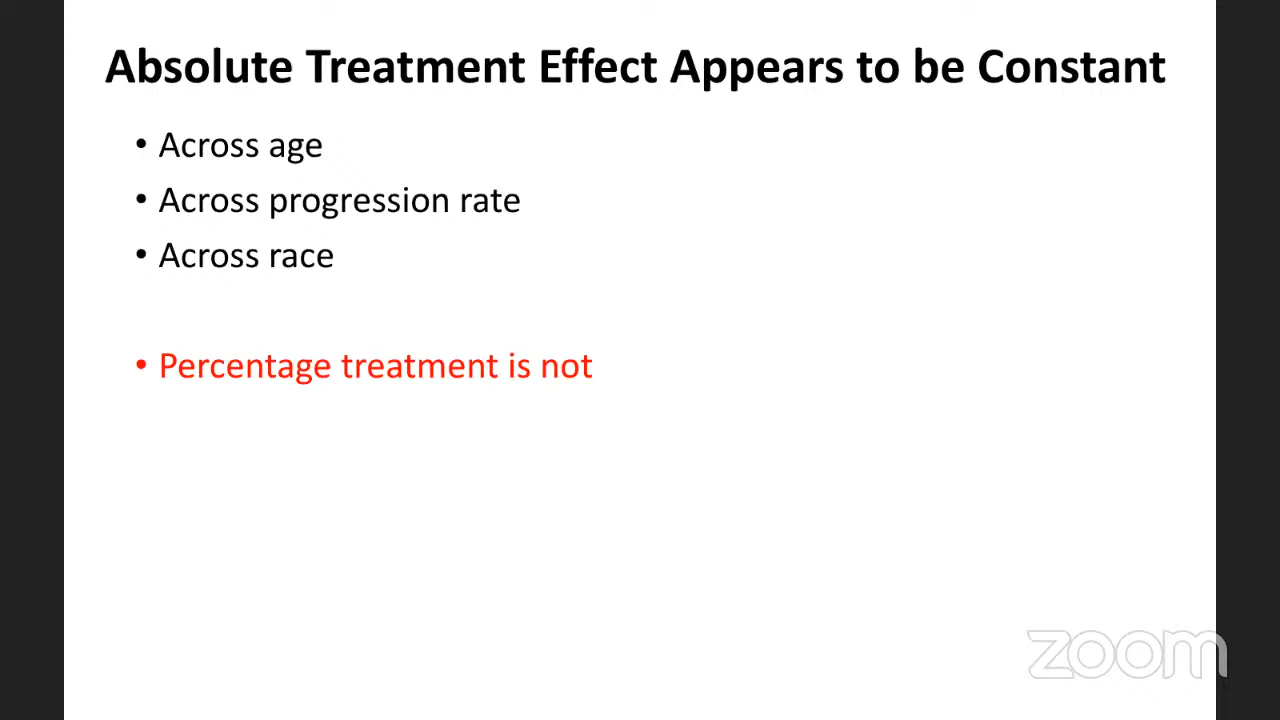 Absolute Treatment Effect Appears to be Constant
• Across age
• Across progression rate
• Across race
• Percentage treatment is not
zoom